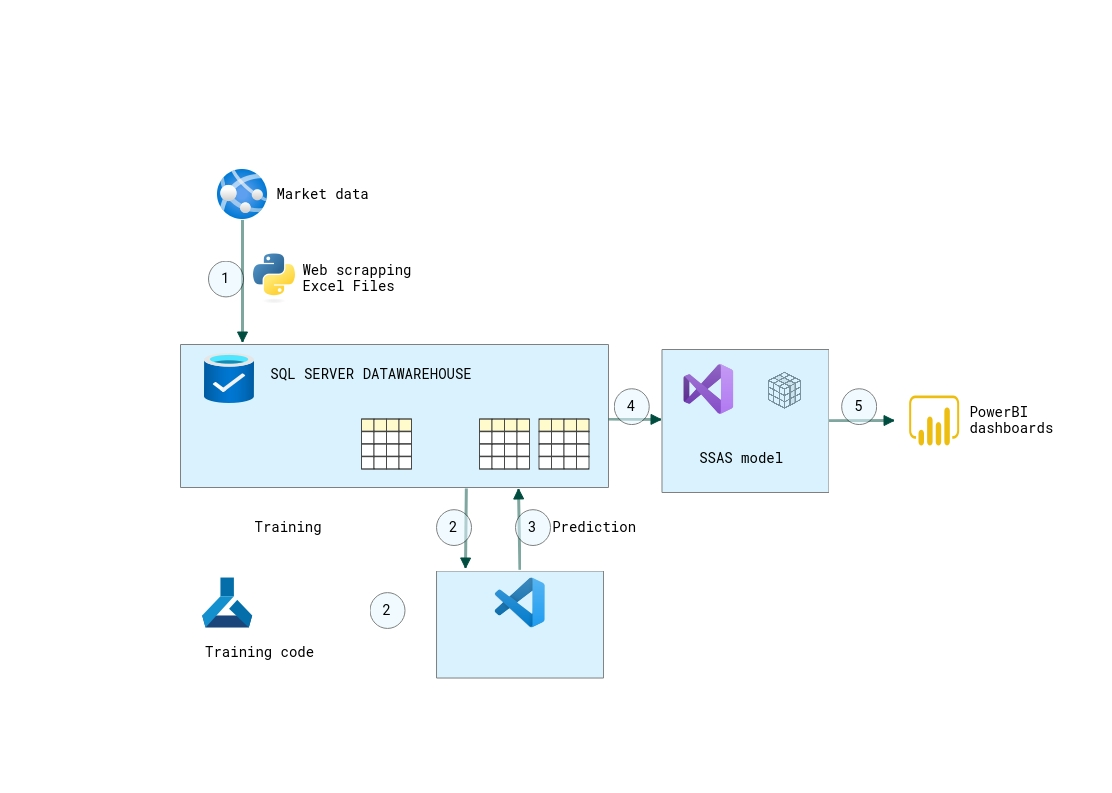 Market data
1
Web scrapping
Excel Files
SQL SERVER DATAWAREHOUSE
4
5
PowerBI
dashboards
SSAS model
Training
2
3
Prediction
2
Training code